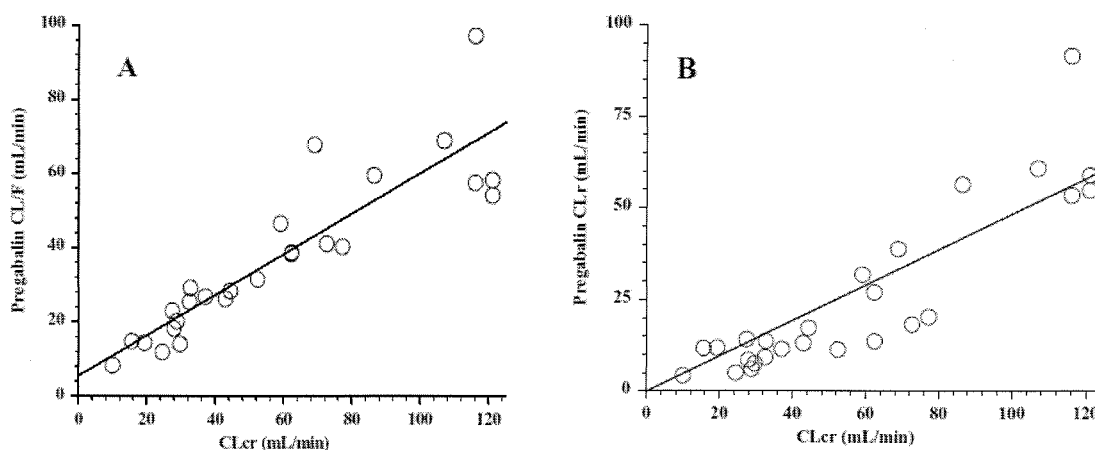 A
Pregabalin CL/F (mL/min)
100
80
60
40
20
0
0 20 40 60 80 100 120
CLcr (mL/min)
B
Pregabalin CLr (mL/min)
100
75
50
25
0
0 20 40 60 80 100 120
CLcr (mL/min)